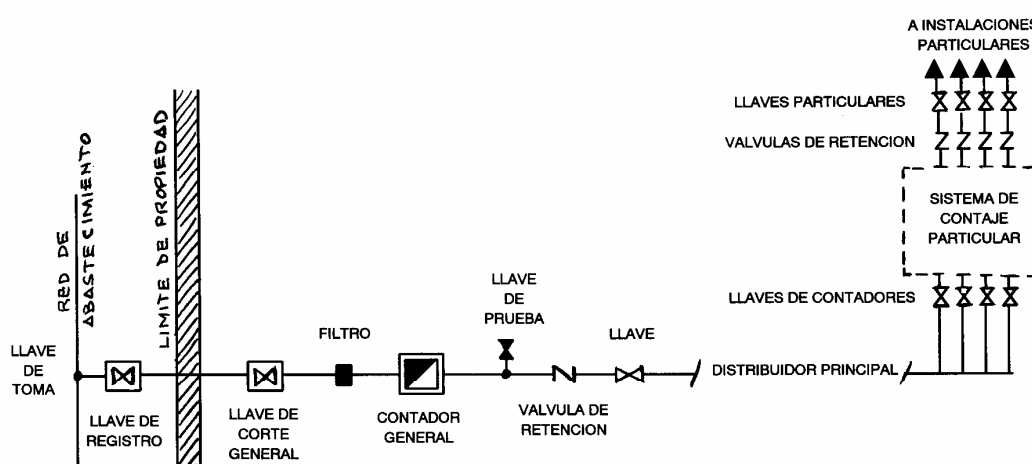 RED DE
ABASTECIMIENTO
LIMITE DE PROPIEDAD
LLAVE
DE
TOMA
LLAVE DE
REGISTRO
LLAVE DE
CORTE
GENERAL
FILTRO
CONTADOR
GENERAL
LLAVE
DE
PRUEBA
VALVULA DE
RETENCION
LLAVE
DISTRIBUIDOR PRINCIPAL
A INSTALACIONES
PARTICULARES
LLAVES PARTICULARES
VALVULAS DE RETENCION
SISTEMA DE
CONTAJE
PARTICULAR
LLAVES DE CONTADORES